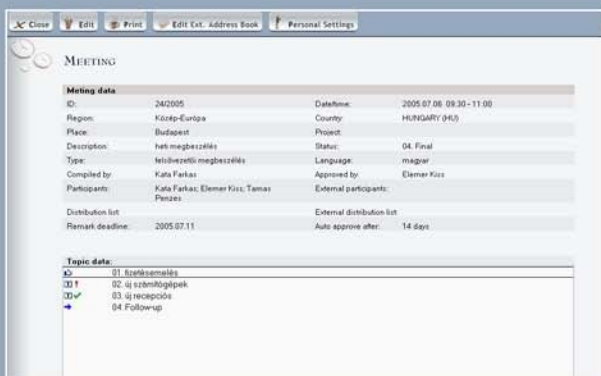 Close Edit Print Edit Ext. Address Book Personal Settings
MEETING
Meting data
ID: 24/2005 Date/time: 2005.07.06 09:30 - 11:00
Region: Közép-Európa Country: HUNGARY (HU)
Place: Budapest Project:
Description: heti megbeszélés Status: 04. Final
Type: felsővezetői megbeszélés Language: magyar
Compiled by: Kata Farkas Approved by: Elemer Kiss
Participants: Kata Farkas; Elemer Kiss; Tamas Penzes External participants:
Distribution list: External distribution list:
Remark deadline: 2005.07.11 Auto approve after: 14 days
Topic data:
01. fizetésemelés
02. új számítógépek
03. új recepciós
04. Follow-up